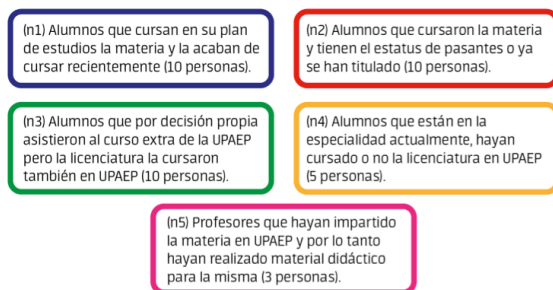 (n1) Alumnos que cursan en su plan
de estudios la materia y la acaban de
cursar recientemente (10 personas).
(n2) Alumnos que cursaron la materia
y tienen el estatus de pasantes o ya
se han titulado (10 personas).
(n3) Alumnos que por decisión propia
asistieron al curso extra de la UPAEP
pero la licenciatura la cursaron
también en UPAEP (10 personas).
(n4) Alumnos que están en la
especialidad actualmente, hayan
cursado o no la licenciatura en UPAEP
(5 personas).
(n5) Profesores que hayan impartido
la materia en UPAEP y por lo tanto
hayan realizado material didáctico
para la misma (3 personas).